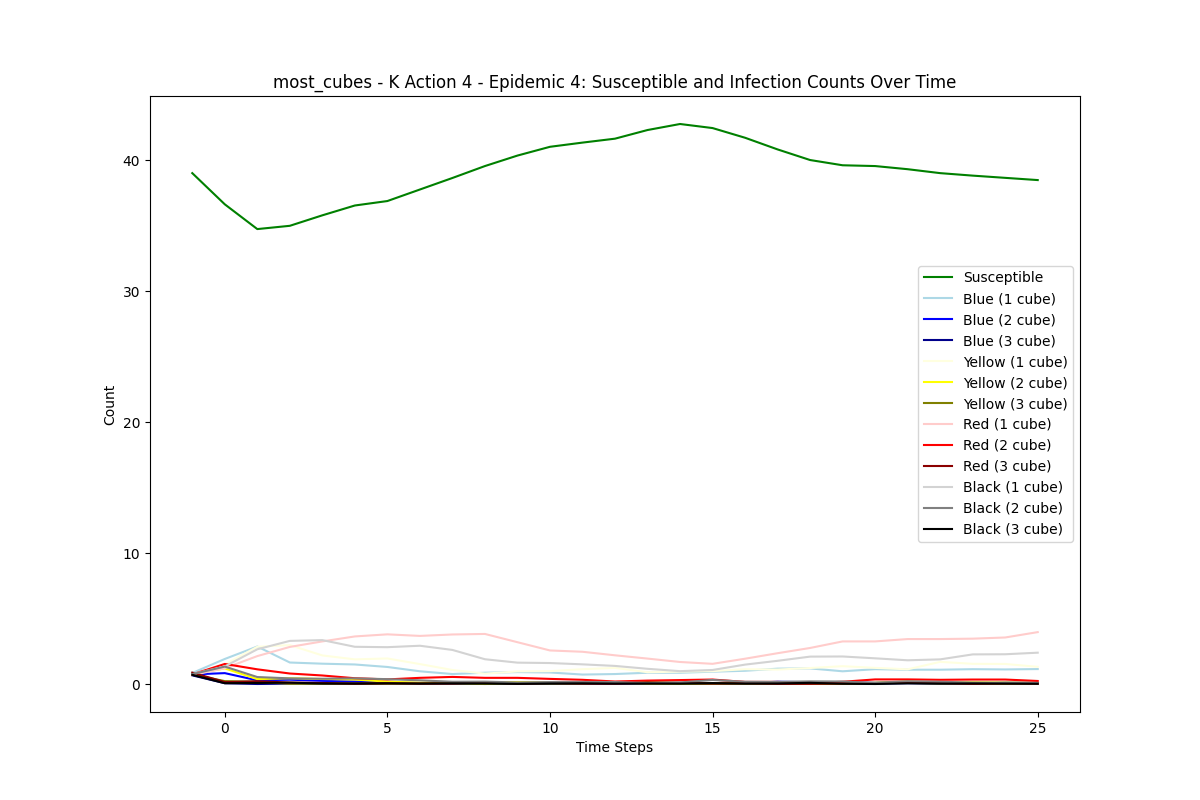 most_cubes - K Action 4 - Epidemic 4: Susceptible and Infection Counts Over Time
40
30
20
10
0
Count
Susceptible
Blue (1 cube)
Blue (2 cube)
Blue (3 cube)
Yellow (1 cube)
Yellow (2 cube)
Yellow (3 cube)
Red (1 cube)
Red (2 cube)
Red (3 cube)
Black (1 cube)
Black (2 cube)
Black (3 cube)
0 5 10 15 20 25
Time Steps